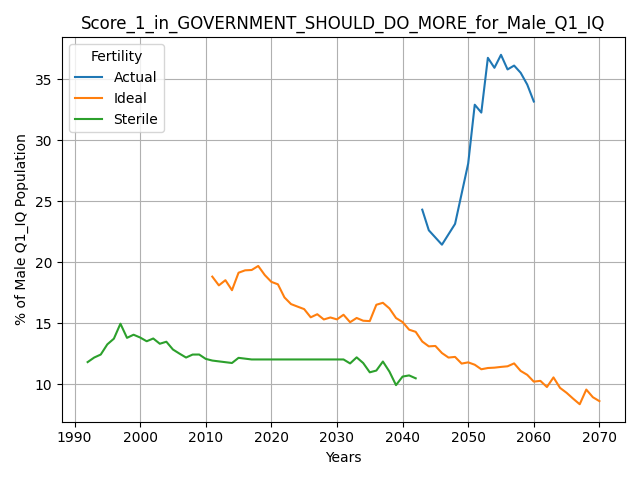 Score_1_in_GOVERNMENT_SHOULD_DO_MORE_for_Male_Q1_IQ
Fertility
Actual
Ideal
Sterile
% of Male Q1_IQ Population
35
30
25
20
15
10
1990 2000 2010 2020 2030 2040 2050 2060 2070
Years